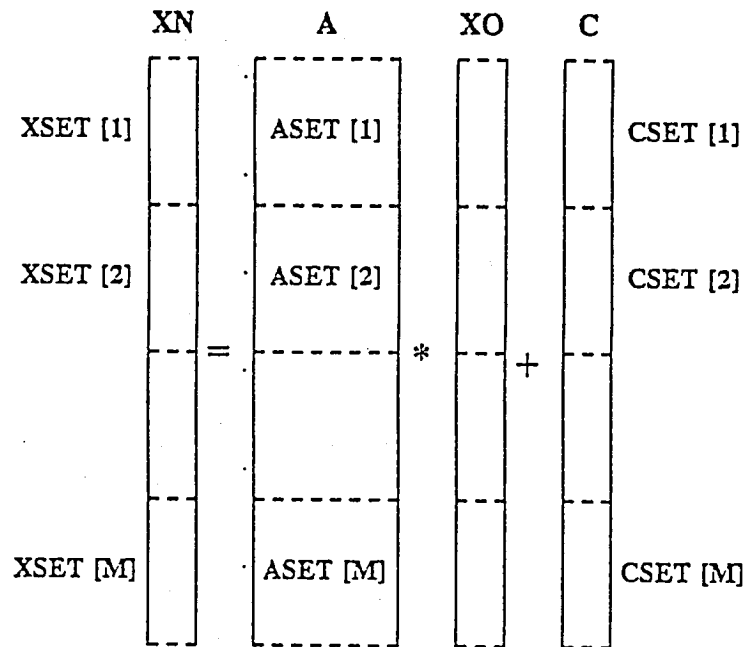 XN A XO C
XSET [1] ASET [1] CSET [1]
XSET [2] ASET [2] CSET [2]
= * +
XSET [M] ASET [M] CSET [M]